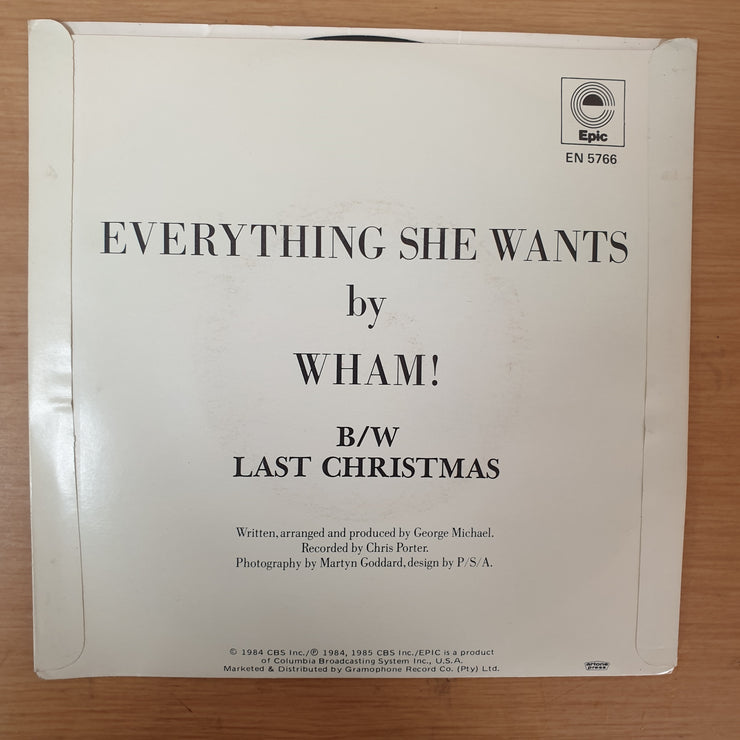 Epic
EN 5766
EVERYTHING SHE WANTS
by
WHAM!
B/W
LAST CHRISTMAS
Written, arranged and produced by George Michael.
Recorded by Chris Porter.
Photography by Martyn Goddard, design by P/S/A.
© 1984 CBS Inc./℗ 1984, 1985 CBS Inc./EPIC is a product
of Columbia Broadcasting System Inc., U.S.A.
Marketed & Distributed by Gramophone Record Co. (Pty) Ltd.
artone
press